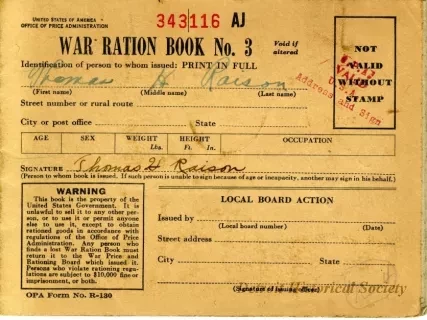 UNITED STATES OF AMERICA
OFFICE OF PRICE ADMINISTRATION
343116 AJ
WAR RATION BOOK No. 3
Void if altered
Identification of person to whom issued: PRINT IN FULL
Thomas H Raison
(First name) (Middle name) (Last name)
Street number or rural route
City or post office State
AGE SEX WEIGHT HEIGHT OCCUPATION
Lbs. Ft. In.
SIGNATURE Thomas H Raison
(Person to whom book is issued. If such person is unable to sign because of age or incapacity, another may sign in his behalf.)
NOT
VALID
WITHOUT
STAMP
VALID
U.S.A.
Address and Sign
WARNING
This book is the property of the
United States Government. It is
unlawful to sell it to any other per-
son, or to use it or permit anyone
else to use it, except to obtain
rationed goods in accordance with
regulations of the Office of Price
Administration. Any person who
finds a lost War Ration Book must
return it to the War Price and
Rationing Board which issued it.
Persons who violate rationing regu-
lations are subject to $10,000 fine or
imprisonment, or both.
LOCAL BOARD ACTION
Issued by
(Local board number) (Date)
Street address
City State
(Signature of issuing officer)
OPA Form No. R-130
Historical Society